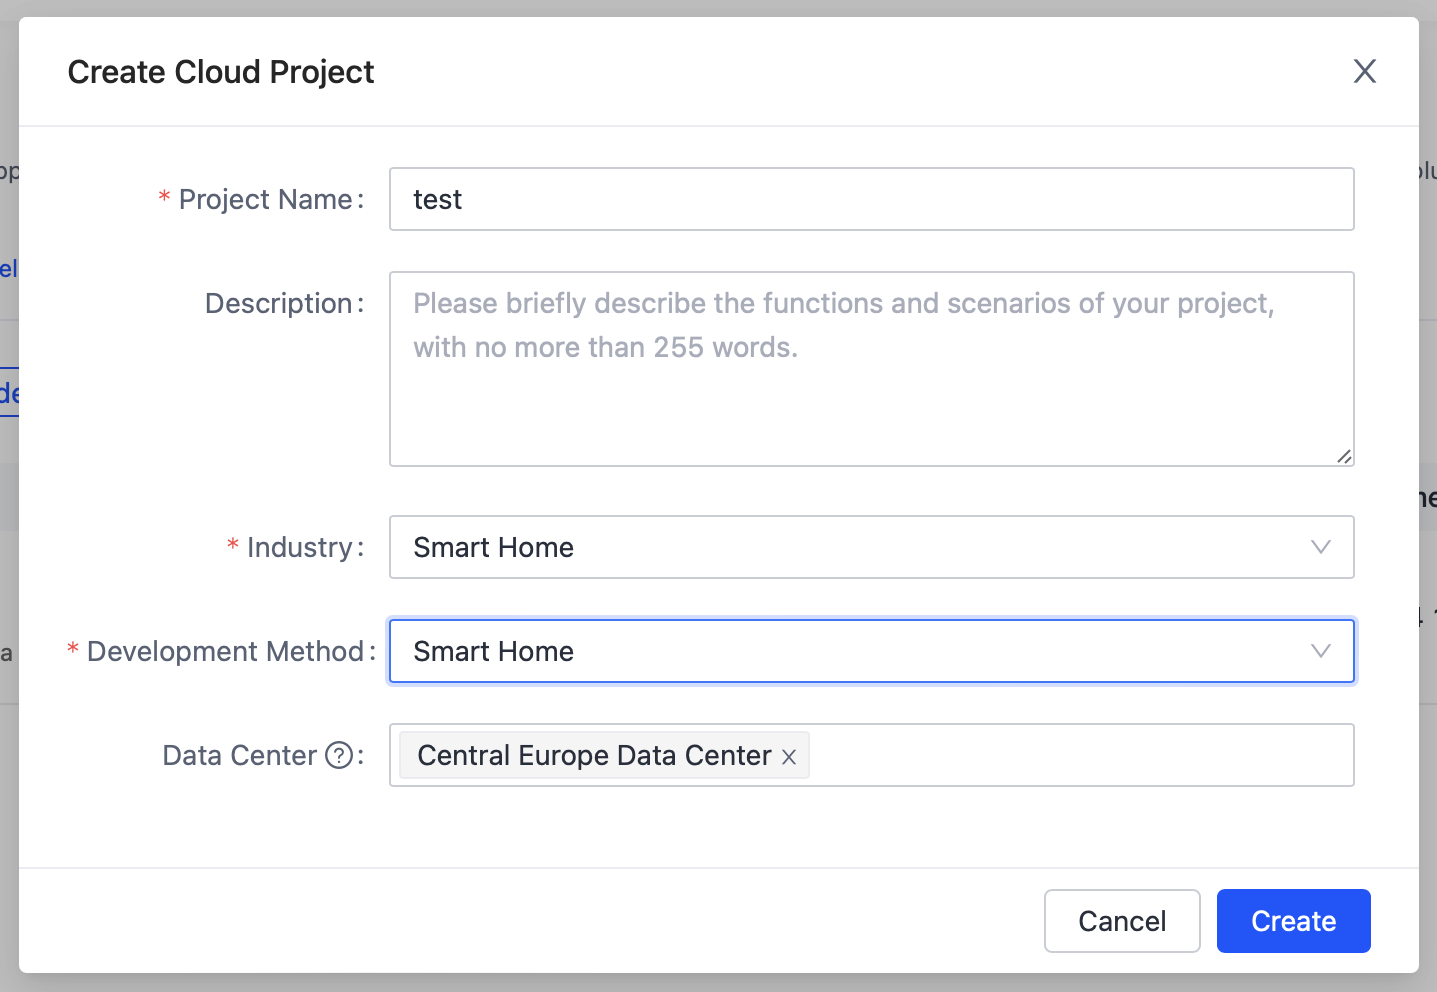 Create Cloud Project
* Project Name: test
Description: Please briefly describe the functions and scenarios of your project,
with no more than 255 words.
* Industry: Smart Home
* Development Method: Smart Home
Data Center ?: Central Europe Data Center
Cancel Create